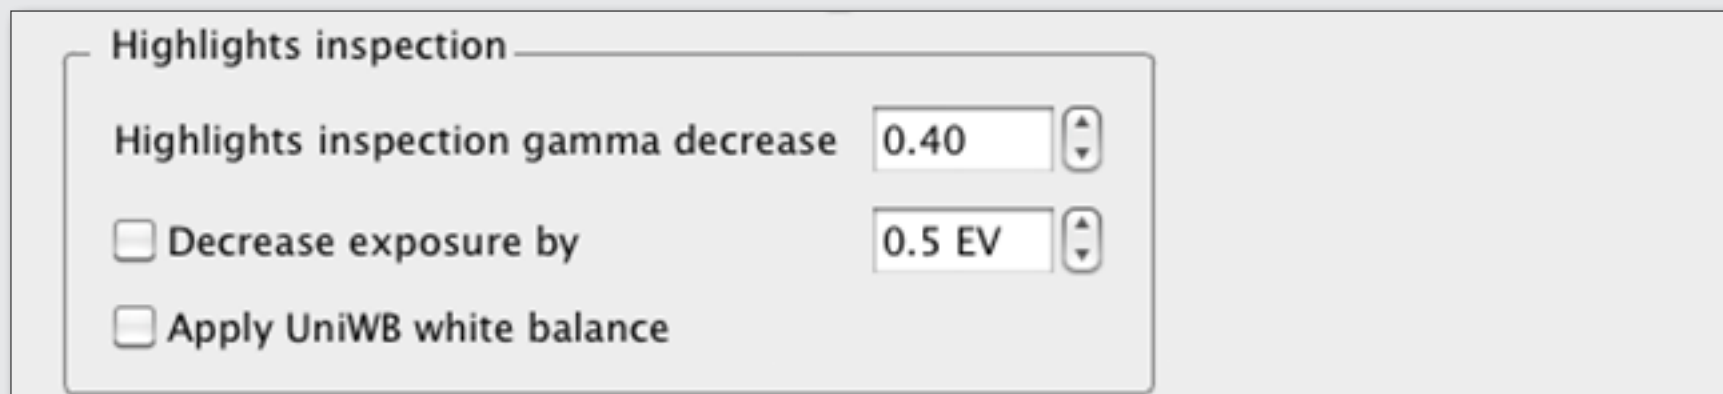 Highlights inspection
Highlights inspection gamma decrease 0.40
Decrease exposure by 0.5 EV
Apply UniWB white balance